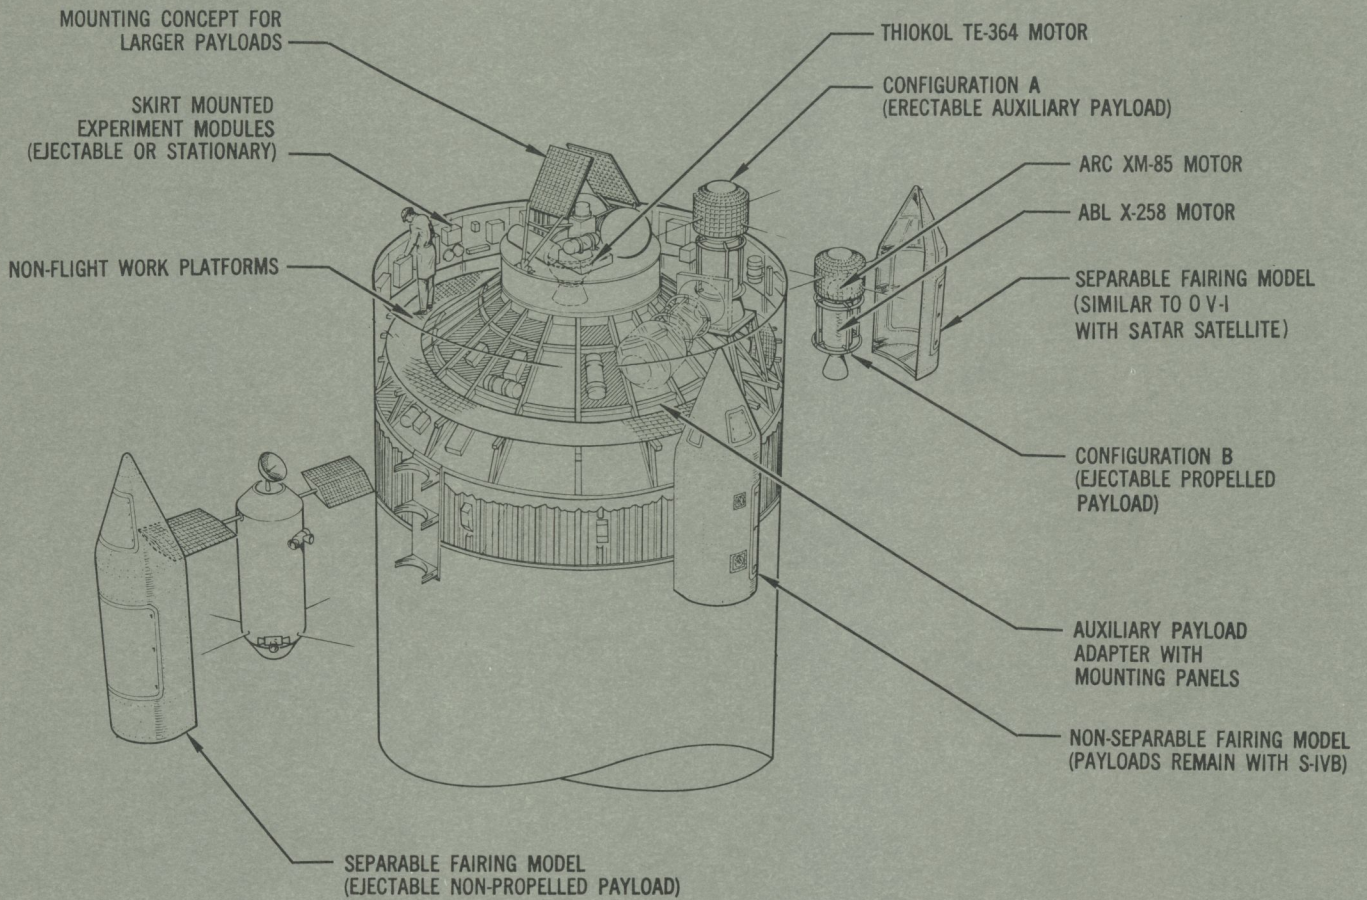 MOUNTING CONCEPT FOR
LARGER PAYLOADS
SKIRT MOUNTED
EXPERIMENT MODULES
(EJECTABLE OR STATIONARY)
NON-FLIGHT WORK PLATFORMS
THIOKOL TE-364 MOTOR
CONFIGURATION A
(ERECTABLE AUXILIARY PAYLOAD)
ARC XM-85 MOTOR
ABL X-258 MOTOR
SEPARABLE FAIRING MODEL
(SIMILAR TO O V-I
WITH SATAR SATELLITE)
CONFIGURATION B
(EJECTABLE PROPELLED
PAYLOAD)
AUXILIARY PAYLOAD
ADAPTER WITH
MOUNTING PANELS
NON-SEPARABLE FAIRING MODEL
(PAYLOADS REMAIN WITH S-IVB)
SEPARABLE FAIRING MODEL
(EJECTABLE NON-PROPELLED PAYLOAD)